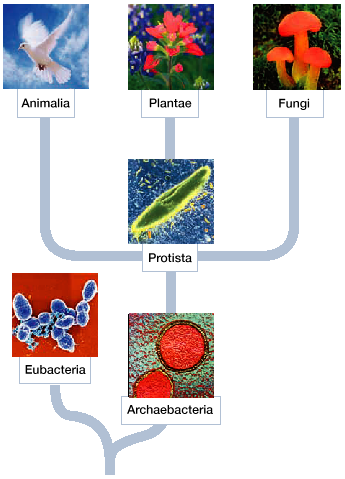 Animalia
Plantae
Fungi
Protista
Eubacteria
Archaebacteria